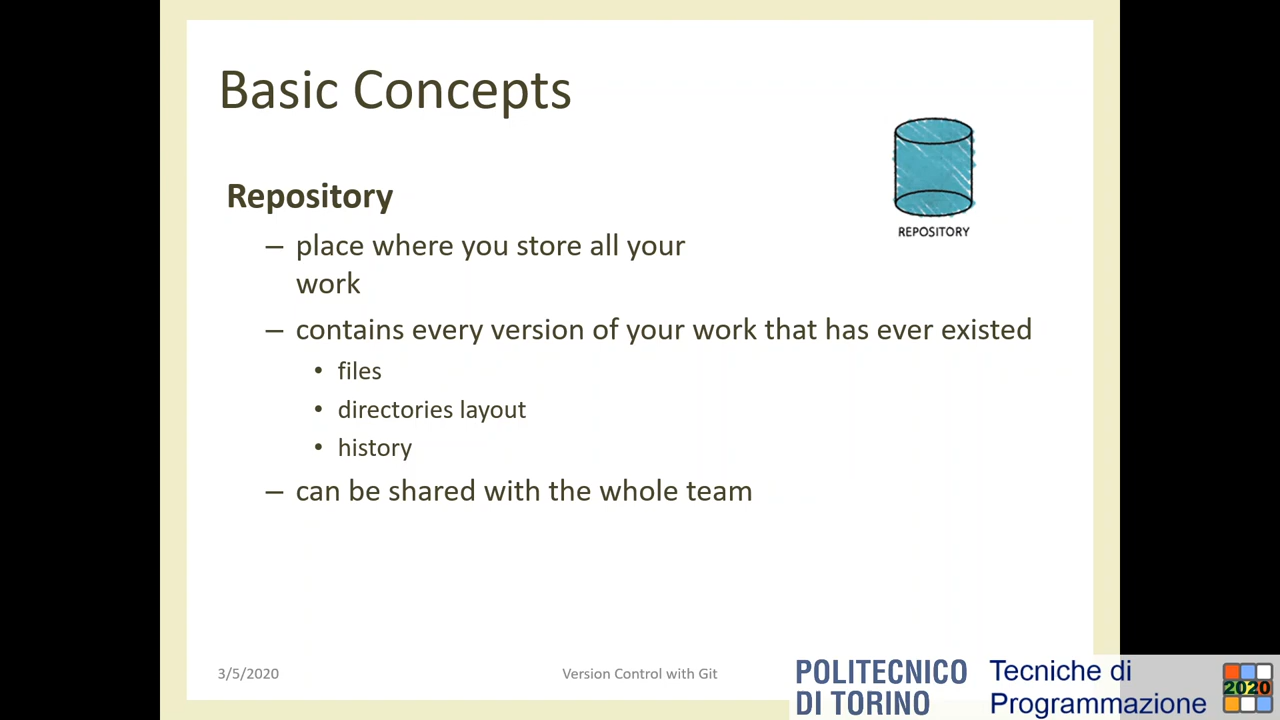 Basic Concepts
REPOSITORY
Repository
– place where you store all your
work
– contains every version of your work that has ever existed
• files
• directories layout
• history
– can be shared with the whole team
3/5/2020
Version Control with Git
POLITECNICO
DI TORINO
Tecniche di
Programmazione
2020